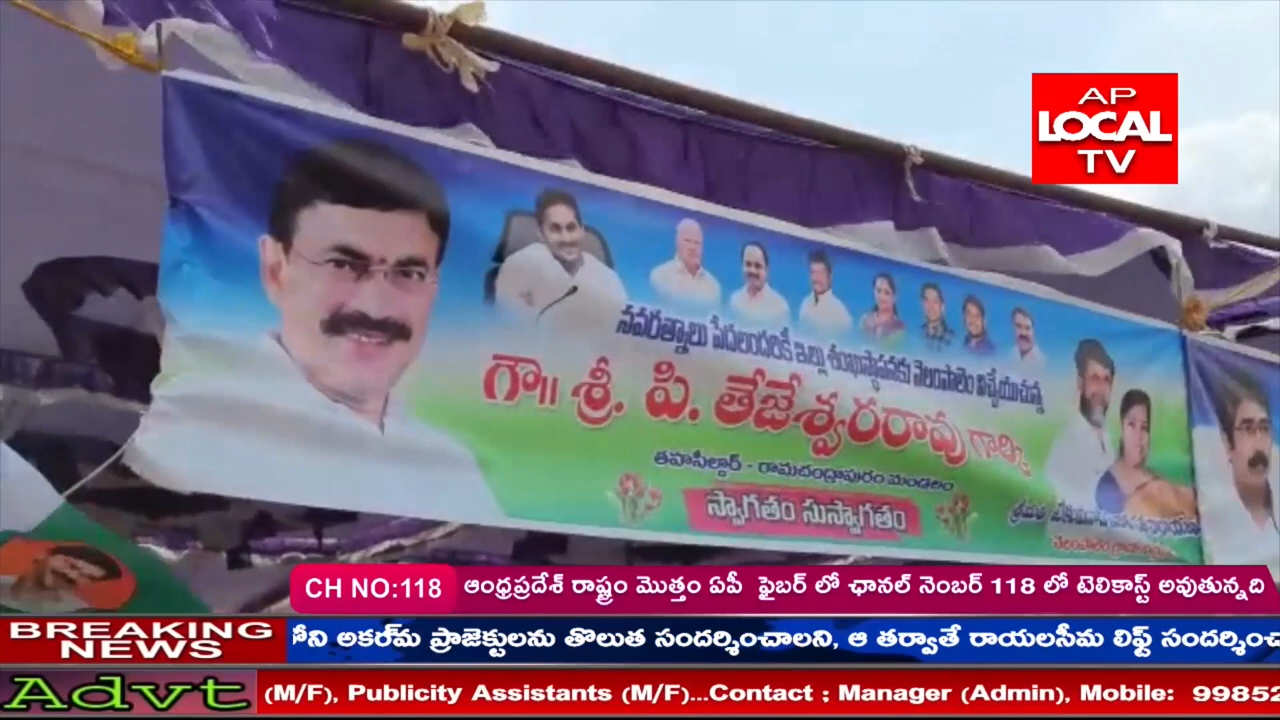 AP
LOCAL
TV
నవరత్నాలు పేదలందరికీ ఇల్లు శంఖుస్థాపనకు వెలంపాలెం విచ్చేయుచున్న
గౌ|| శ్రీ. పి. తేజేశ్వరరావు గార్కి
తహసీల్దార్ - రామచంద్రాపురం మండలం
స్వాగతం సుస్వాగతం
CH NO:118 ఆంధ్రప్రదేశ్ రాష్ట్రం మొత్తం ఏపీ ఫైబర్ లో ఛానల్ నెంబర్ 118 లో టెలికాస్ట్ అవుతున్నది
BREAKING
NEWS
అకరమ్ ప్రాజెక్టులను తొలుత సందర్శించాలని, ఆ తర్వాతే రాయలసీమ లిఫ్ట్
Advt (M/F), Publicity Assistants (M/F)...Contact ; Manager (Admin), Mobile: 99852